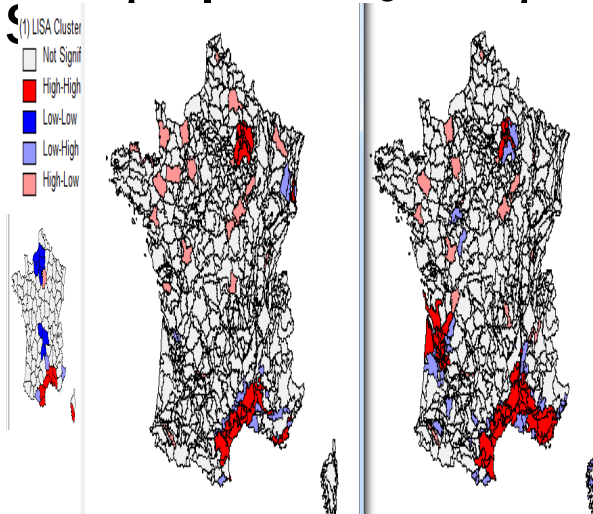 (1) LISA Cluster
Not Signif
High-High
Low-Low
Low-High
High-Low